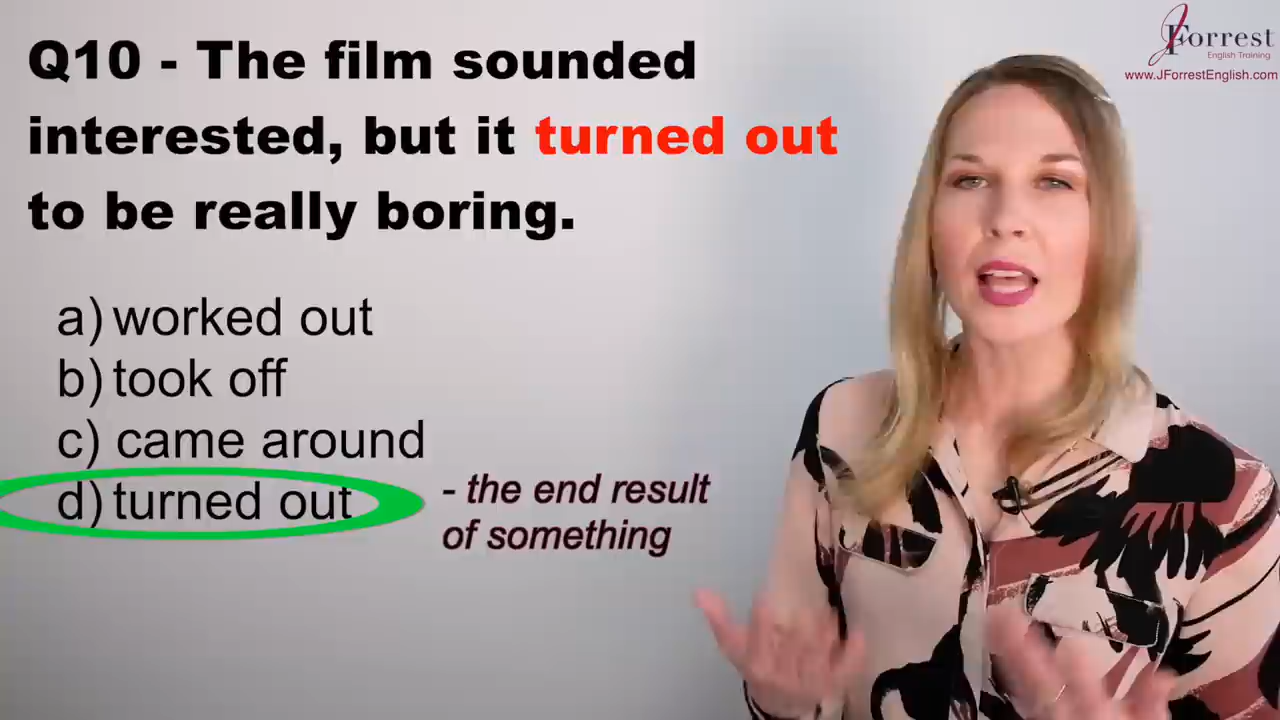 Q10 - The film sounded
interested, but it turned out
to be really boring.
a) worked out
b) took off
c) came around
d) turned out
- the end result
of something
JForrest
English Training
www.JForrestEnglish.com